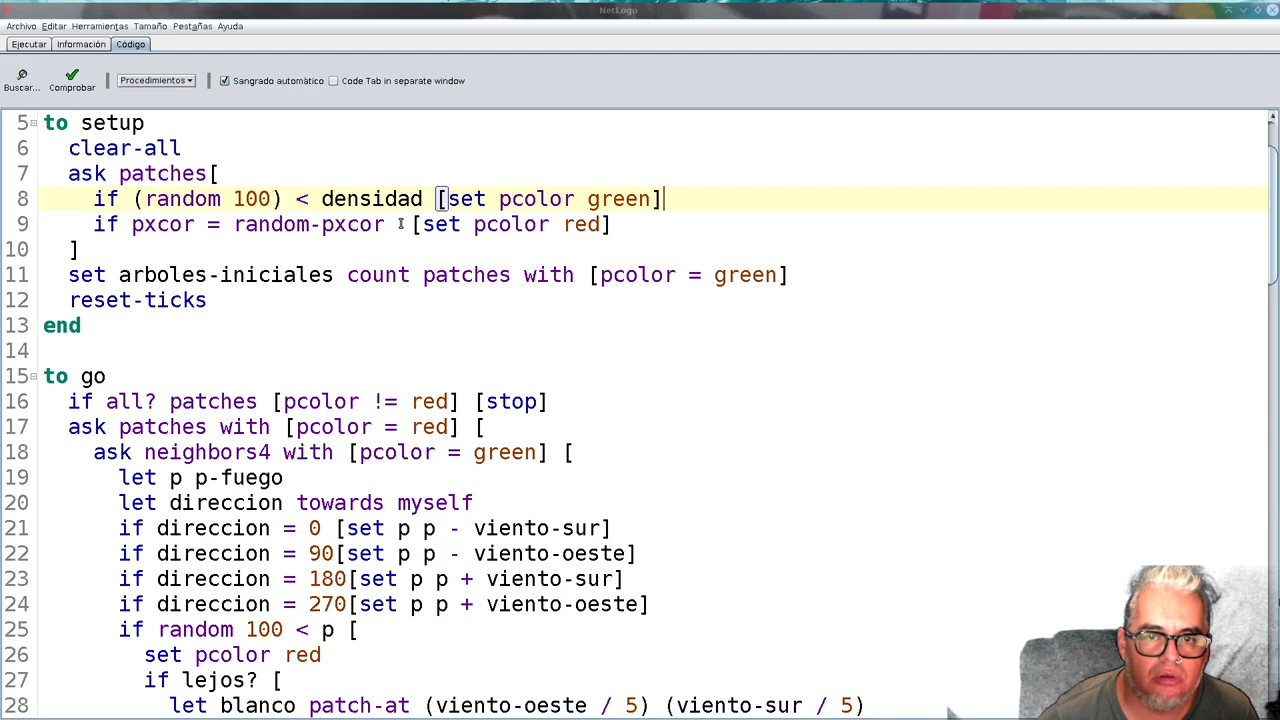 NetLogo
Archivo Editar Herramientas Tamaño Pestañas Ayuda
Ejecutar Información Código
Buscar... Comprobar Procedimientos Sangrado automático Code Tab in separate window
5 to setup
6 clear-all
7 ask patches[
8 if (random 100) < densidad [set pcolor green]
9 if pxcor = random-pxcor [set pcolor red]
10 ]
11 set arboles-iniciales count patches with [pcolor = green]
12 reset-ticks
13 end
14
15 to go
16 if all? patches [pcolor != red] [stop]
17 ask patches with [pcolor = red] [
18 ask neighbors4 with [pcolor = green] [
19 let p p-fuego
20 let direccion towards myself
21 if direccion = 0 [set p p - viento-sur]
22 if direccion = 90[set p p - viento-oeste]
23 if direccion = 180[set p p + viento-sur]
24 if direccion = 270[set p p + viento-oeste]
25 if random 100 < p [
26 set pcolor red
27 if lejos? [
28 let blanco patch-at (viento-oeste / 5) (viento-sur / 5)